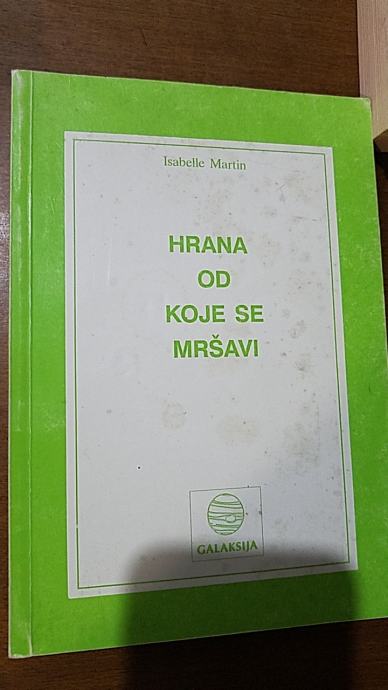 Isabelle Martin
HRANA
OD
KOJE SE
MRŠAVI
GALAKSIJA